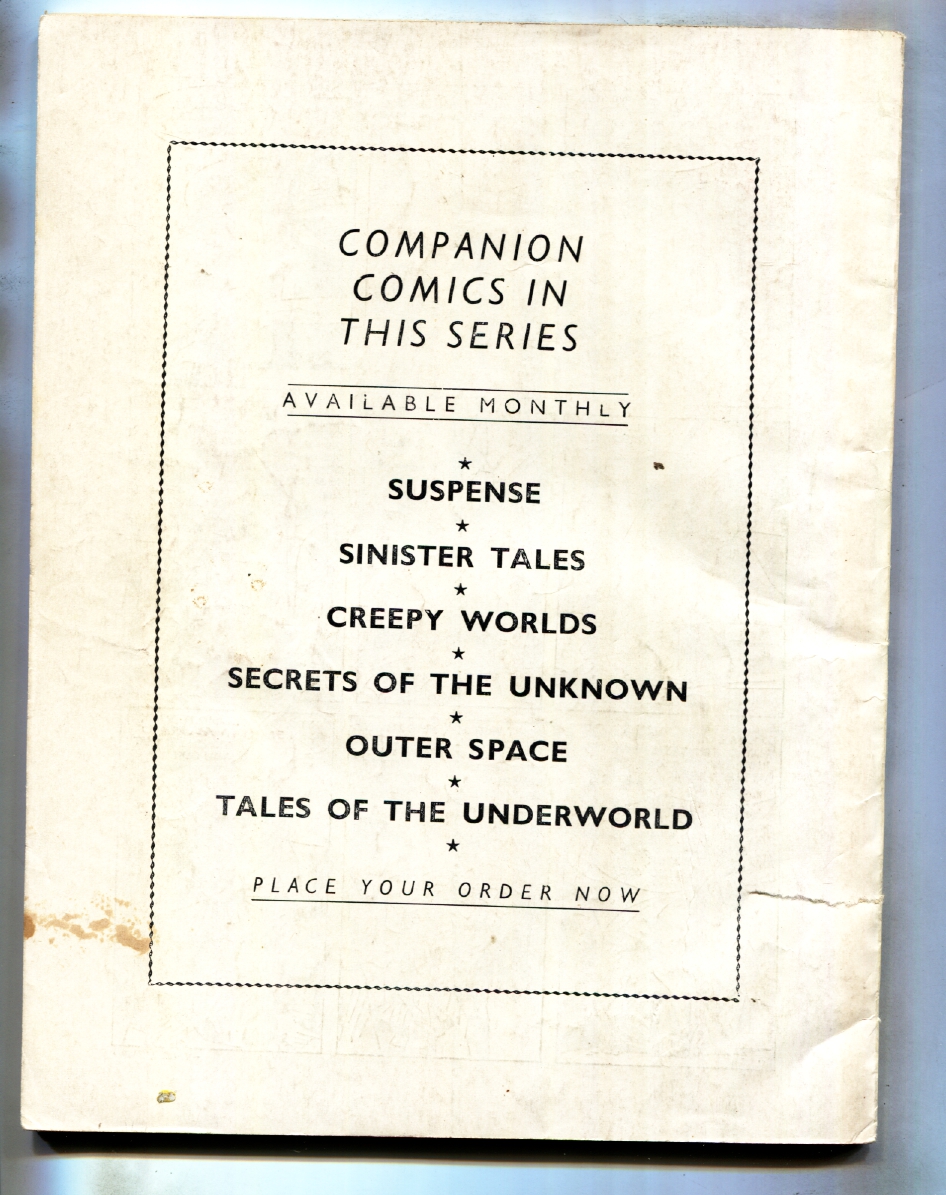 COMPANION
COMICS IN
THIS SERIES
AVAILABLE MONTHLY
★
SUSPENSE
★
SINISTER TALES
★
CREEPY WORLDS
★
SECRETS OF THE UNKNOWN
★
OUTER SPACE
★
TALES OF THE UNDERWORLD
★
PLACE YOUR ORDER NOW